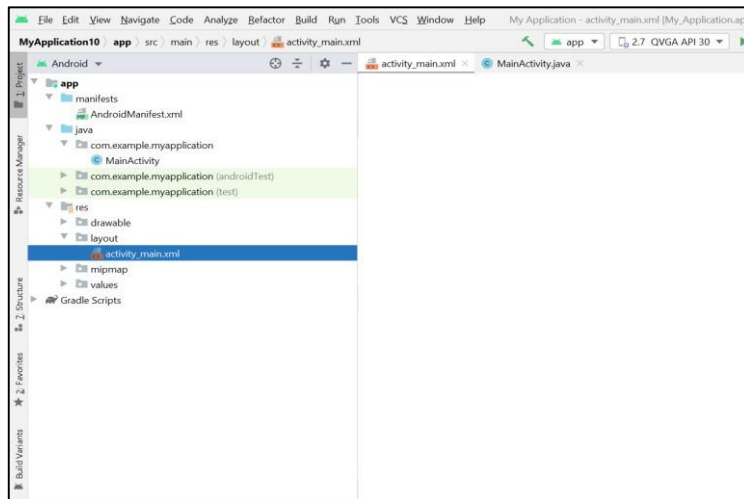 File Edit View Navigate Code Analyze Refactor Build Run Tools VCS Window Help My Application - activity_main.xml [My_Application.ap
MyApplication10 app src main res layout activity_main.xml app 2.7 QVGA API 30
1: Project
Android
activity_main.xml
MainActivity.java
app
manifests
AndroidManifest.xml
java
com.example.myapplication
MainActivity
com.example.myapplication (androidTest)
com.example.myapplication (test)
res
drawable
layout
activity_main.xml
mipmap
values
Gradle Scripts
Resource Manager
7: Structure
2: Favorites
Build Variants